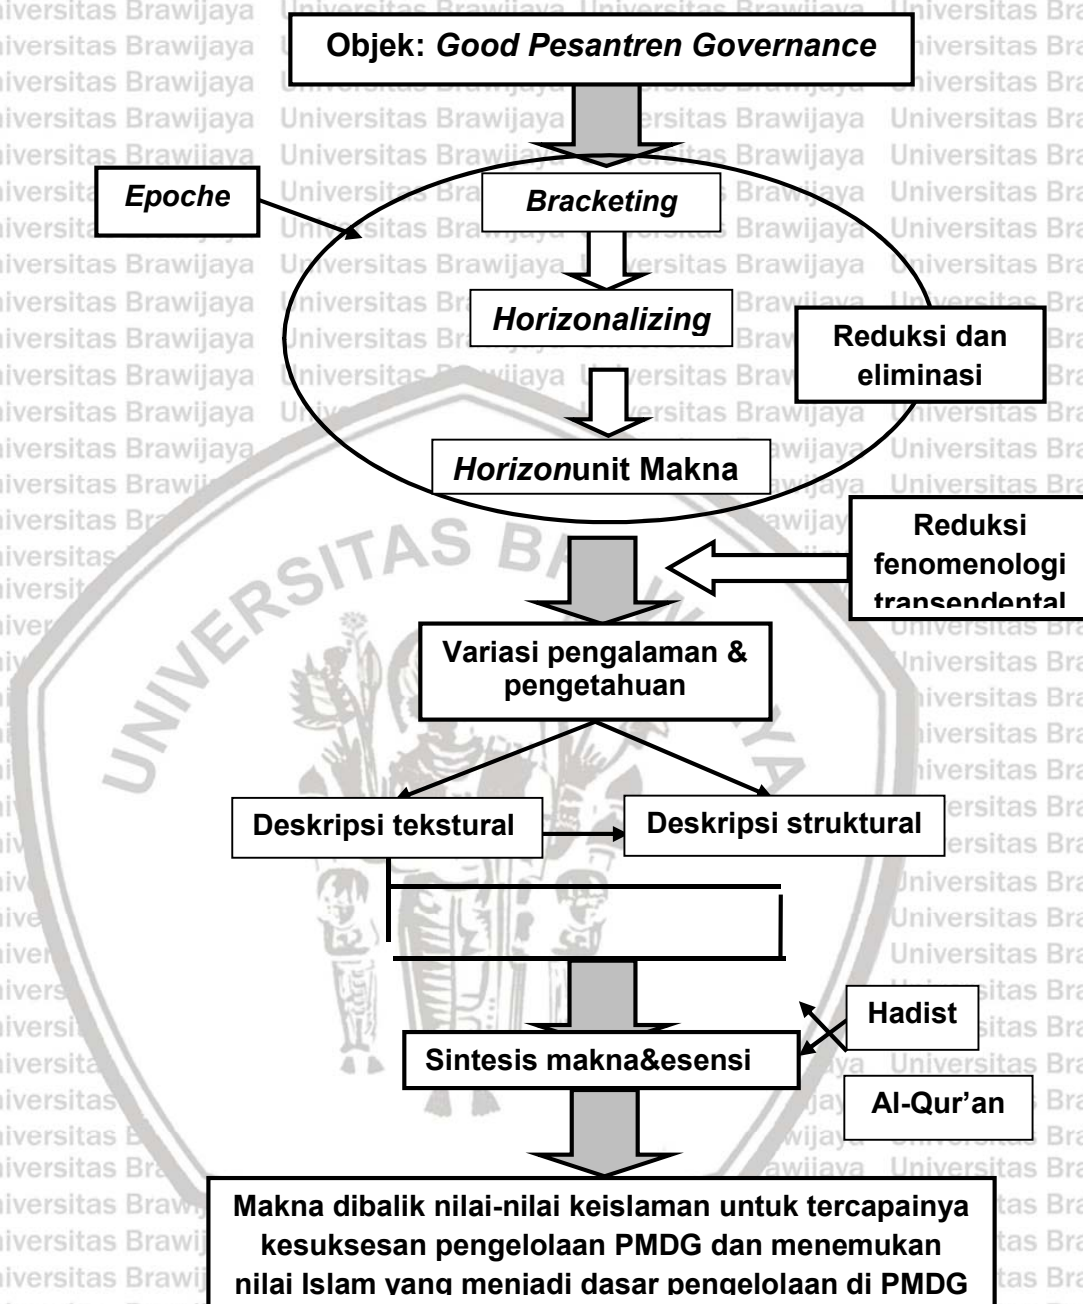 Objek: Good Pesantren Governance
Epoche
Bracketing
Horizonalizing
Reduksi dan
eliminasi
Horizonunit Makna
Reduksi
fenomenologi
transendental
Variasi pengalaman &
pengetahuan
Deskripsi tekstural
Deskripsi struktural
Hadist
Sintesis makna&esensi
Al-Qur’an
Makna dibalik nilai-nilai keislaman untuk tercapainya
kesuksesan pengelolaan PMDG dan menemukan
nilai Islam yang menjadi dasar pengelolaan di PMDG
UNIVERSITAS BRAWIJAYA